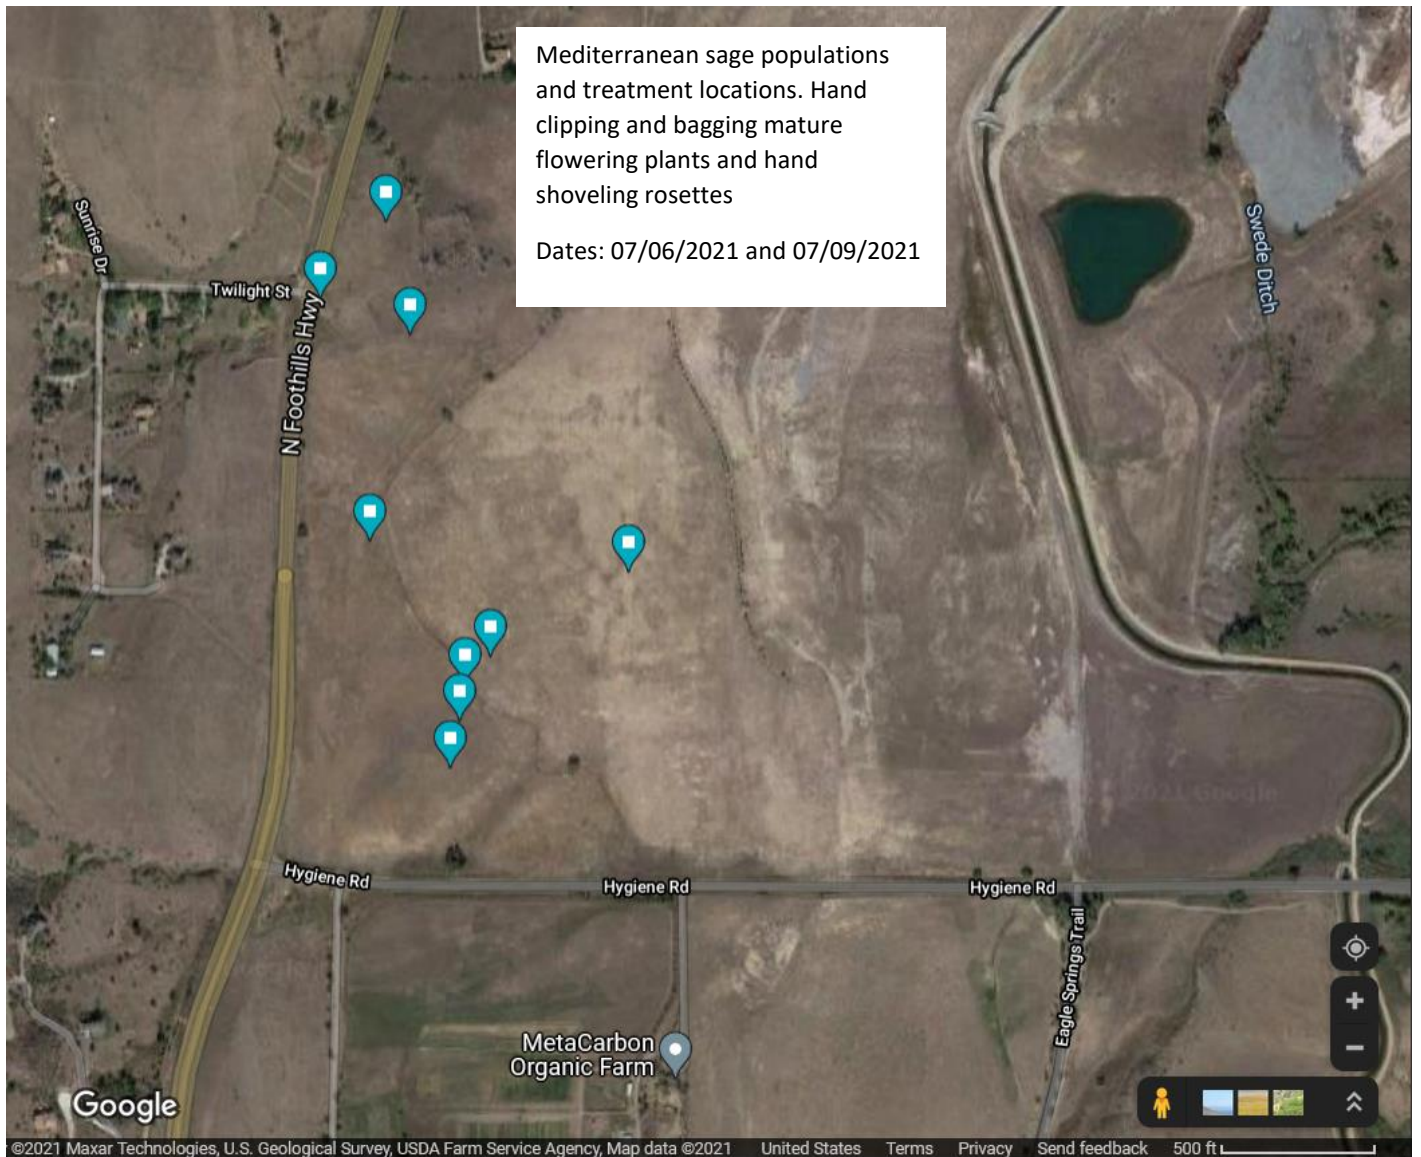 Mediterranean sage populations
and treatment locations. Hand
clipping and bagging mature
flowering plants and hand
shoveling rosettes
Dates: 07/06/2021 and 07/09/2021
Sunrise Dr
Twilight St
N Foothills Hwy
Swede Ditch
2021 Google
Hygiene Rd
Hygiene Rd
Hygiene Rd
Eagle Springs Trail
MetaCarbon
Organic Farm
Google
©2021 Maxar Technologies, U.S. Geological Survey, USDA Farm Service Agency, Map data ©2021 United States Terms Privacy Send feedback 500 ft